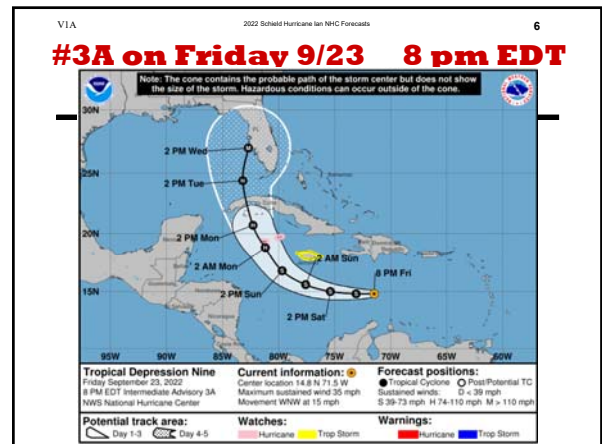 VIA 2022 Schield Hurricane Ian NHC Forecasts 6
#3A on Friday 9/23 8 pm EDT
Note: The cone contains the probable path of the storm center but does not show
the size of the storm. Hazardous conditions can occur outside of the cone.
30N
2 PM Wed
25N
2 PM Tue
Bahamas
20N
2 PM Mon
2 AM Mon
2 AM Sun
8 PM Fri
2 PM Sun
15N
2 PM Sat
95W 90W 85W 80W 75W 70W 65W 60W
M
M
H
H
S
S
S
S
Tropical Depression Nine
Friday September 23, 2022
8 PM EDT Intermediate Advisory 3A
NWS National Hurricane Center
Current information:
Center location 14.8 N 71.5 W
Maximum sustained wind 35 mph
Movement WNW at 15 mph
Forecast positions:
Tropical Cyclone Post/Potential TC
Sustained winds: D < 39 mph
S 39-73 mph H 74-110 mph M > 110 mph
Potential track area:
Day 1-3 Day 4-5
Watches:
Hurricane Trop Storm
Warnings:
Hurricane Trop Storm